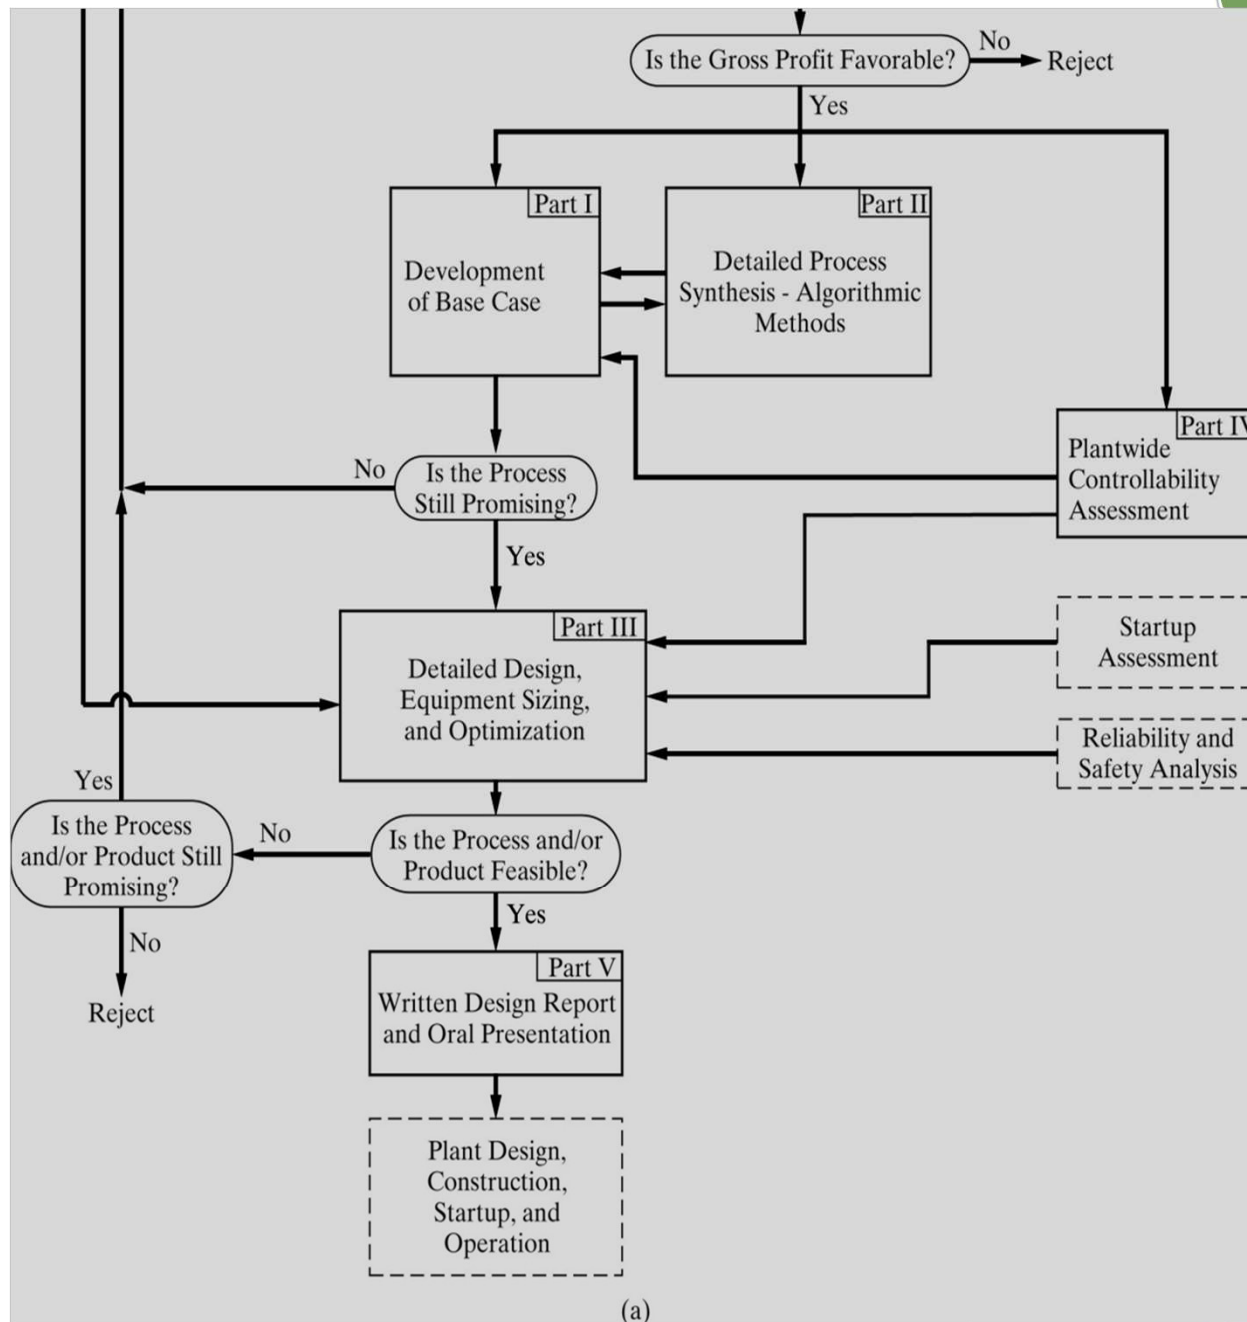 Is the Gross Profit Favorable?
No
Reject
Yes
Part I
Development
of Base Case
Part II
Detailed Process
Synthesis - Algorithmic
Methods
Part IV
Plantwide
Controllability
Assessment
No
Is the Process
Still Promising?
Yes
Part III
Detailed Design,
Equipment Sizing,
and Optimization
Startup
Assessment
Reliability and
Safety Analysis
Yes
Is the Process
and/or Product Still
Promising?
No
Is the Process and/or
Product Feasible?
No
Reject
Yes
Part V
Written Design Report
and Oral Presentation
Plant Design,
Construction,
Startup, and
Operation
(a)